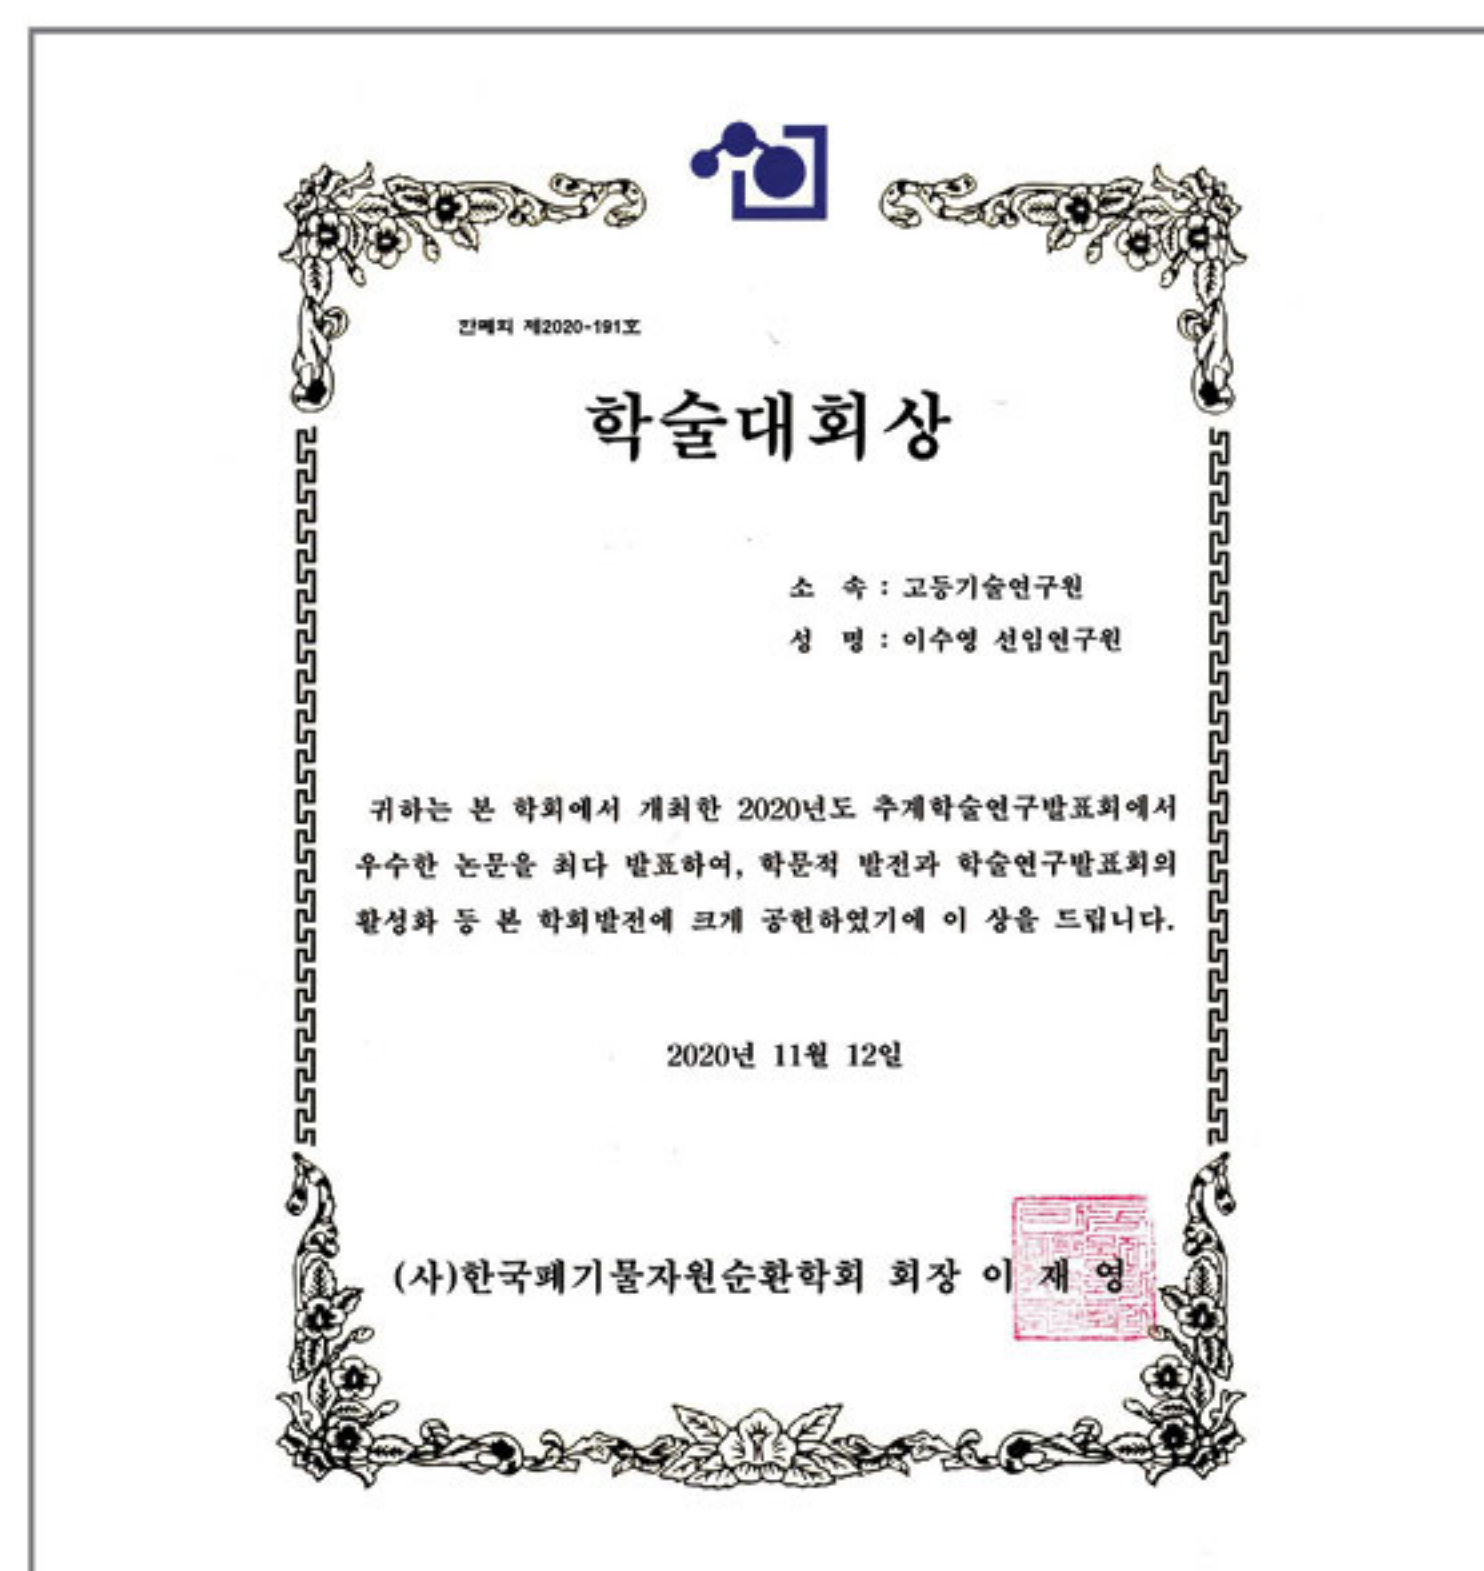 한폐회 제2020-191호
학술대회상
소 속 : 고등기술연구원
성 명 : 이수영 선임연구원
귀하는 본 학회에서 개최한 2020년도 추계학술연구발표회에서
우수한 논문을 최다 발표하여, 학문적 발전과 학술연구발표회의
활성화 등 본 학회발전에 크게 공헌하였기에 이 상을 드립니다.
2020년 11월 12일
(사)한국폐기물자원순환학회 회장 이 재 영